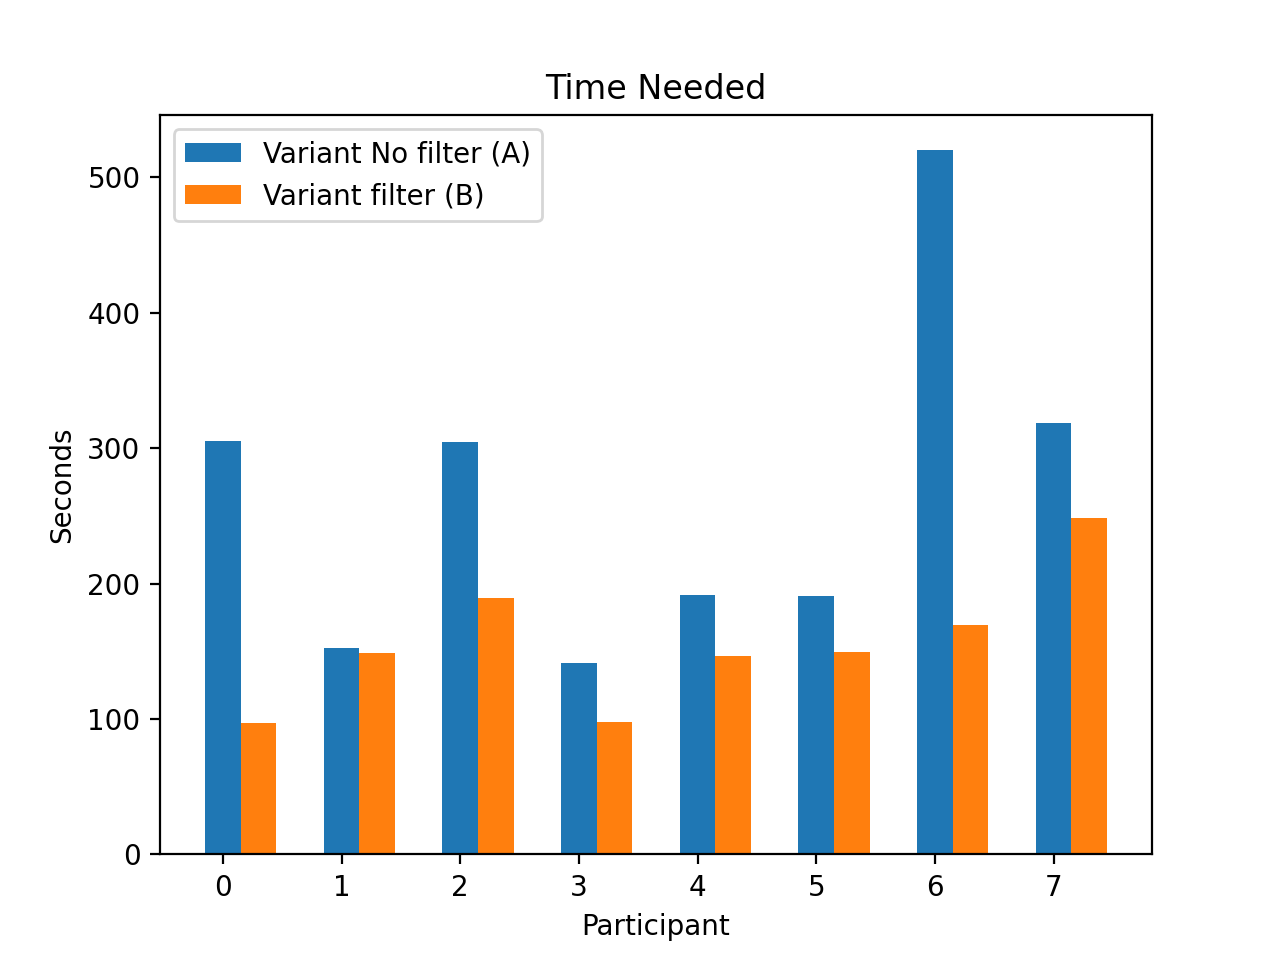 Time Needed
Variant No filter (A)
Variant filter (B)
500
400
300
200
100
0
Seconds
0 1 2 3 4 5 6 7
Participant